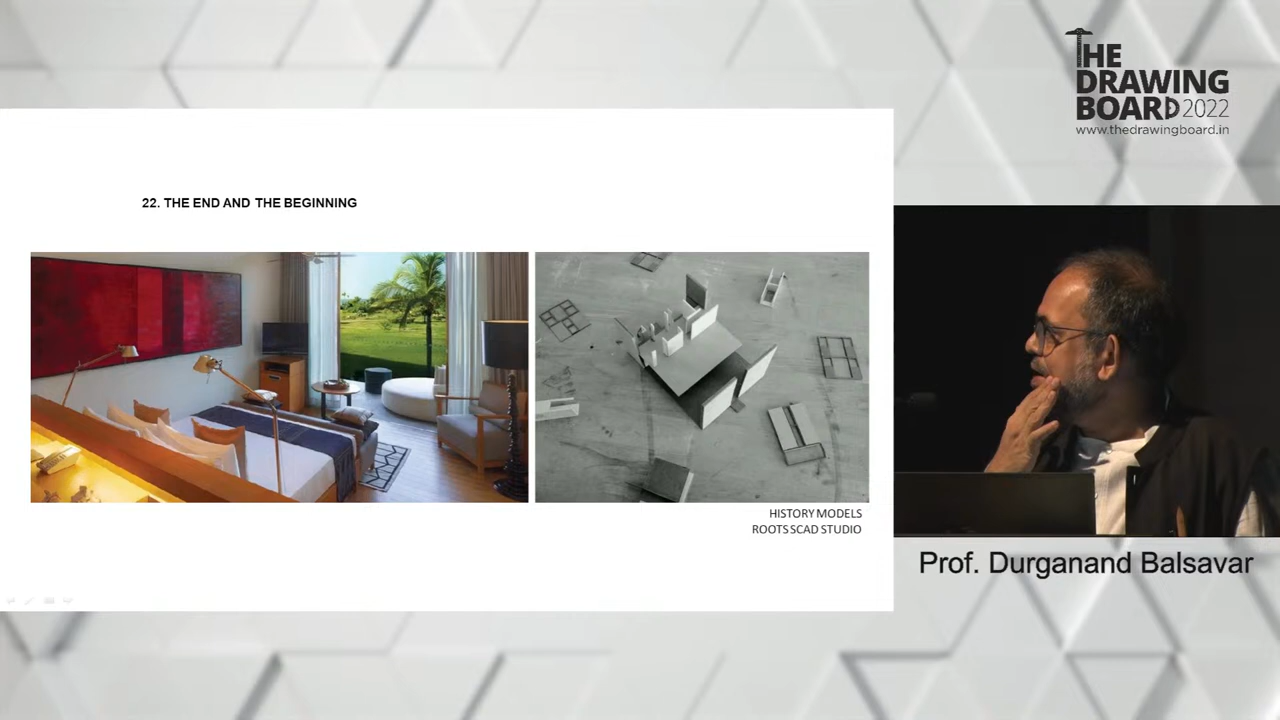 THE
DRAWING
BOARD 2022
www.thedrawingboard.in
22. THE END AND THE BEGINNING
HISTORY MODELS
ROOTS SCAD STUDIO
Prof. Durganand Balsavar